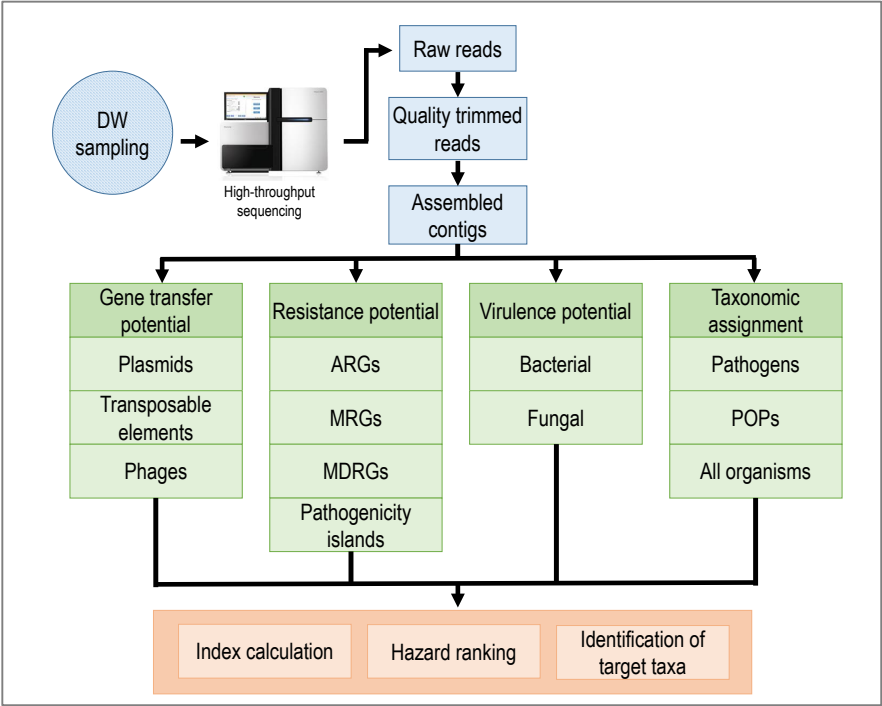 DW
sampling
High-throughput
sequencing
Raw reads
Quality trimmed
reads
Assembled
contigs
Gene transfer
potential
Plasmids
Transposable
elements
Phages
Resistance potential
ARGs
MRGs
MDRGs
Pathogenicity
islands
Virulence potential
Bacterial
Fungal
Taxonomic
assignment
Pathogens
POPs
All organisms
Index calculation
Hazard ranking
Identification of
target taxa